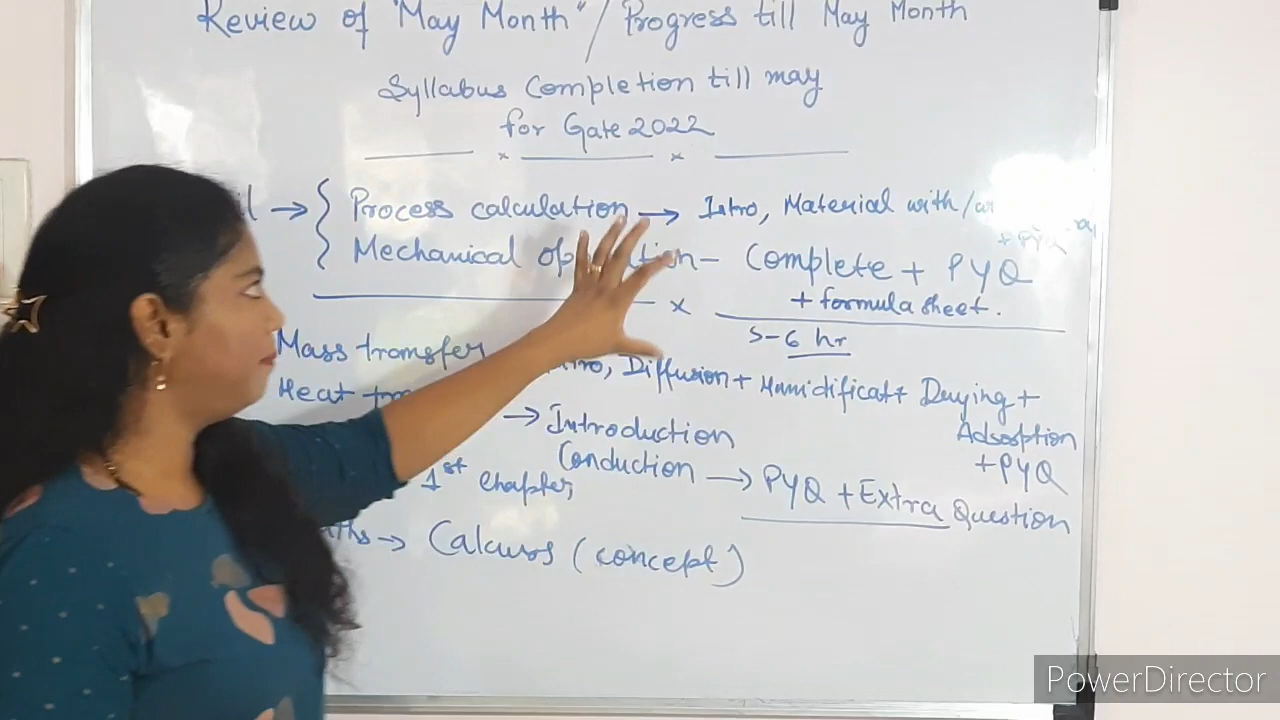 Review of "May Month" / Progress till May Month
Syllabus Completion till may
for Gate 2022
Process calculation → Intro, Material with/
Mechanical - Complete + PYQ
+ PYQ
+ formula sheet.
5-6 hr
Mass transfer
Diffusion + Humidificat+ Drying +
Adsorption
+ PYQ
Heat
→ Introduction
Conduction → PYQ + Extra Question
1st Chapter
→ Calculus (concept)
PowerDirector